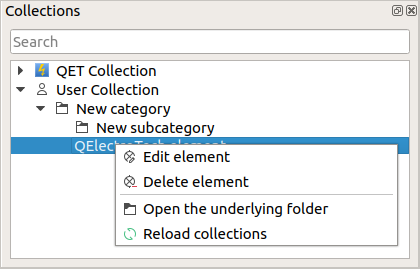 Collections
Search
QET Collection
User Collection
New category
New subcategory
QElectroTech element
Edit element
Delete element
Open the underlying folder
Reload collections